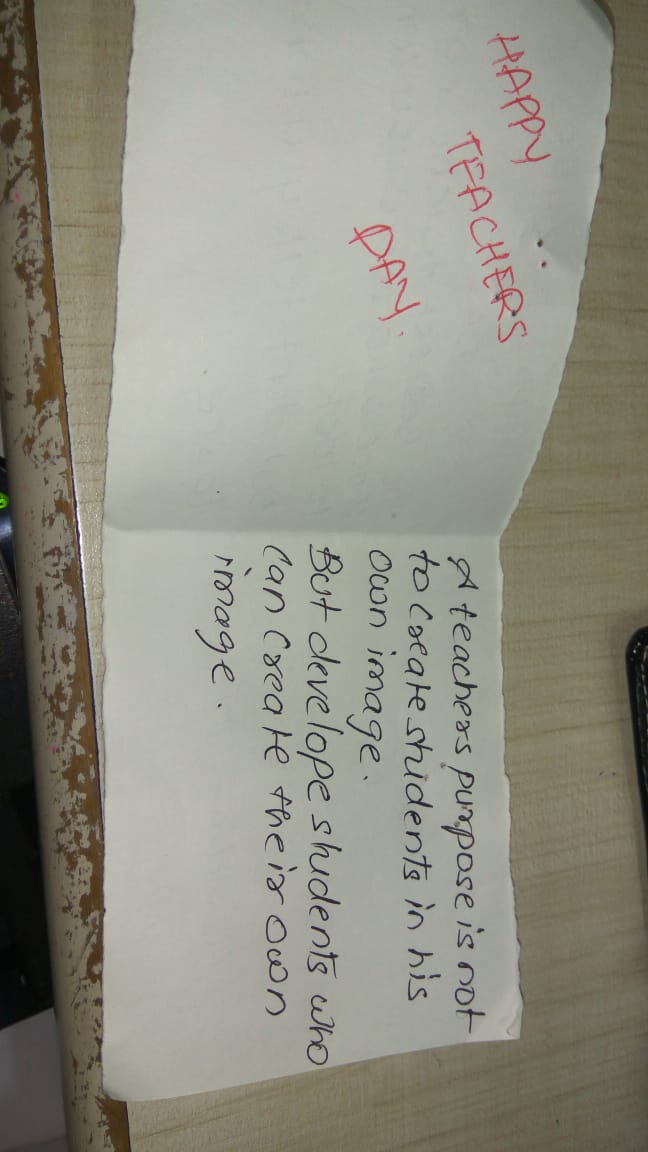 HAPPY
TEACHERS
DAY.
A teachers purpose is not
to create students in his
own image.
But develope students who
can create their own
image.